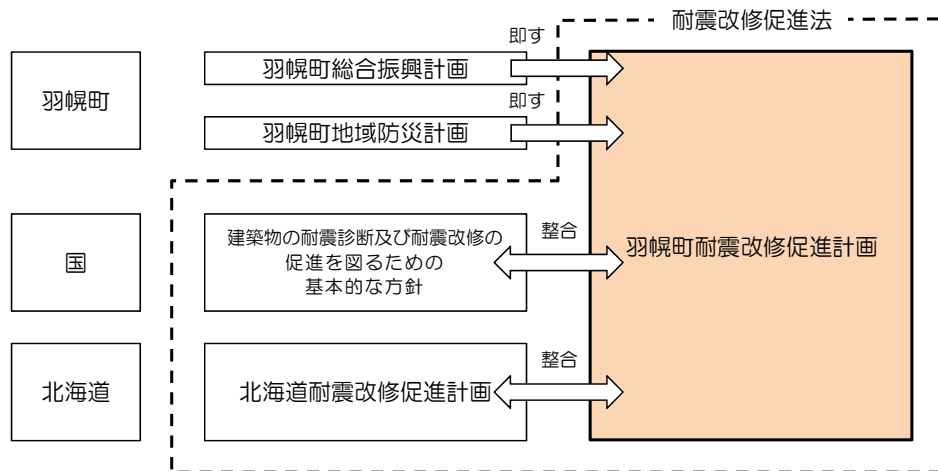 耐震改修促進法
即す
羽幌町
羽幌町総合振興計画
即す
羽幌町地域防災計画
国
建築物の耐震診断及び耐震改修の
促進を図るための
基本的な方針
整合
羽幌町耐震改修促進計画
北海道
北海道耐震改修促進計画
整合